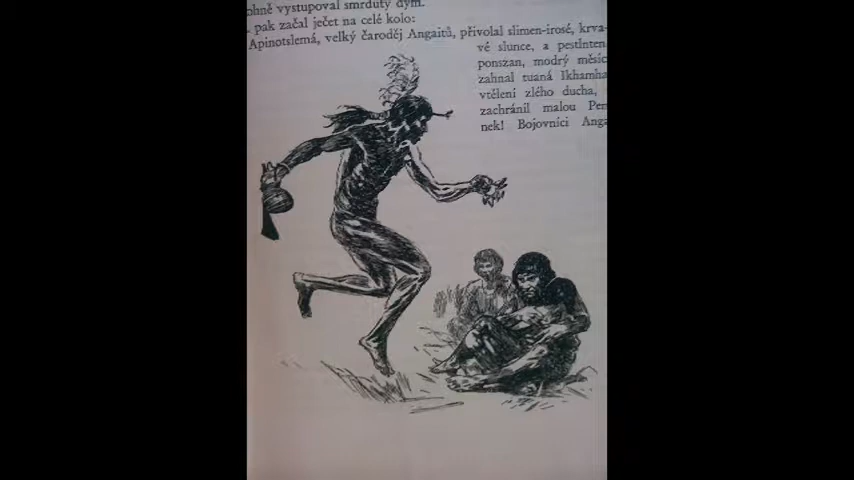 ohně vystupoval smrdutý dým.
pak začal ječet na celé kolo:
Apinotslemá, velký čaroděj Angaitů, přivolal slimen-irosé, krva-
vé slunce, a pestinten
ponszan, modrý měsíc
zahnal tuaná Ikhamha
vtělení zlého ducha,
zachránil malou Per
nek! Bojovníci Anga